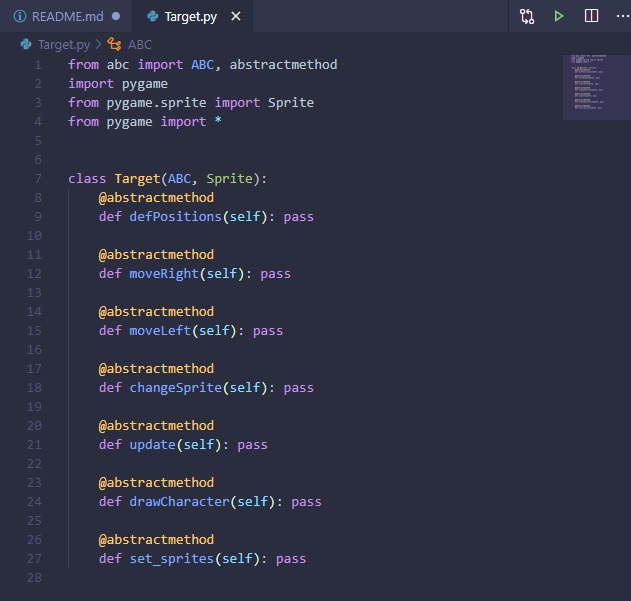 README.md
Target.py
Target.py > ABC
1 from abc import ABC, abstractmethod
2 import pygame
3 from pygame.sprite import Sprite
4 from pygame import *
5
6
7 class Target(ABC, Sprite):
8     @abstractmethod
9     def defPositions(self): pass
10
11     @abstractmethod
12     def moveRight(self): pass
13
14     @abstractmethod
15     def moveLeft(self): pass
16
17     @abstractmethod
18     def changeSprite(self): pass
19
20     @abstractmethod
21     def update(self): pass
22
23     @abstractmethod
24     def drawCharacter(self): pass
25
26     @abstractmethod
27     def set_sprites(self): pass
28